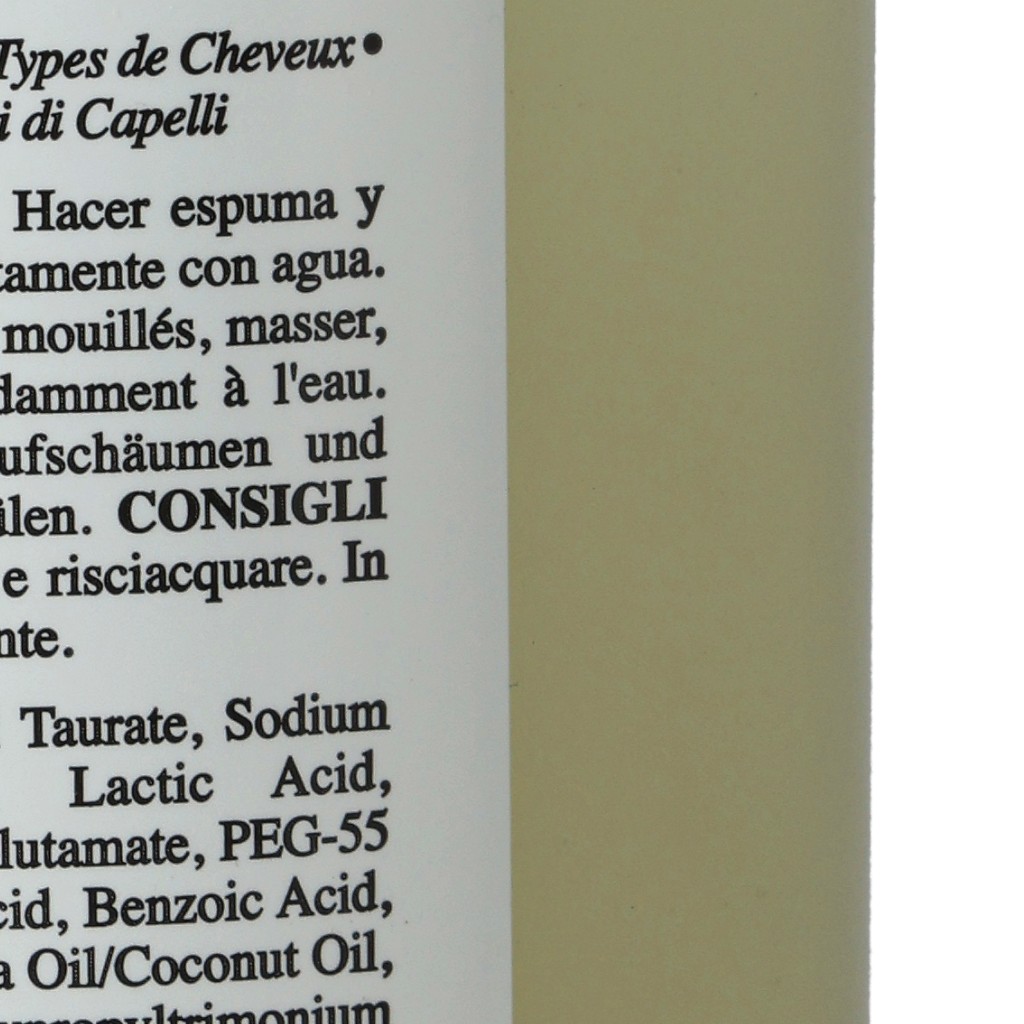 Types de Cheveux •
i di Capelli
Hacer espuma y
tamente con agua.
mouillés, masser,
damment à l'eau.
ufschäumen und
ülen. CONSIGLI
e risciacquare. In
nte.
Taurate, Sodium
Lactic Acid,
lutamate, PEG-55
cid, Benzoic Acid,
a Oil/Coconut Oil,